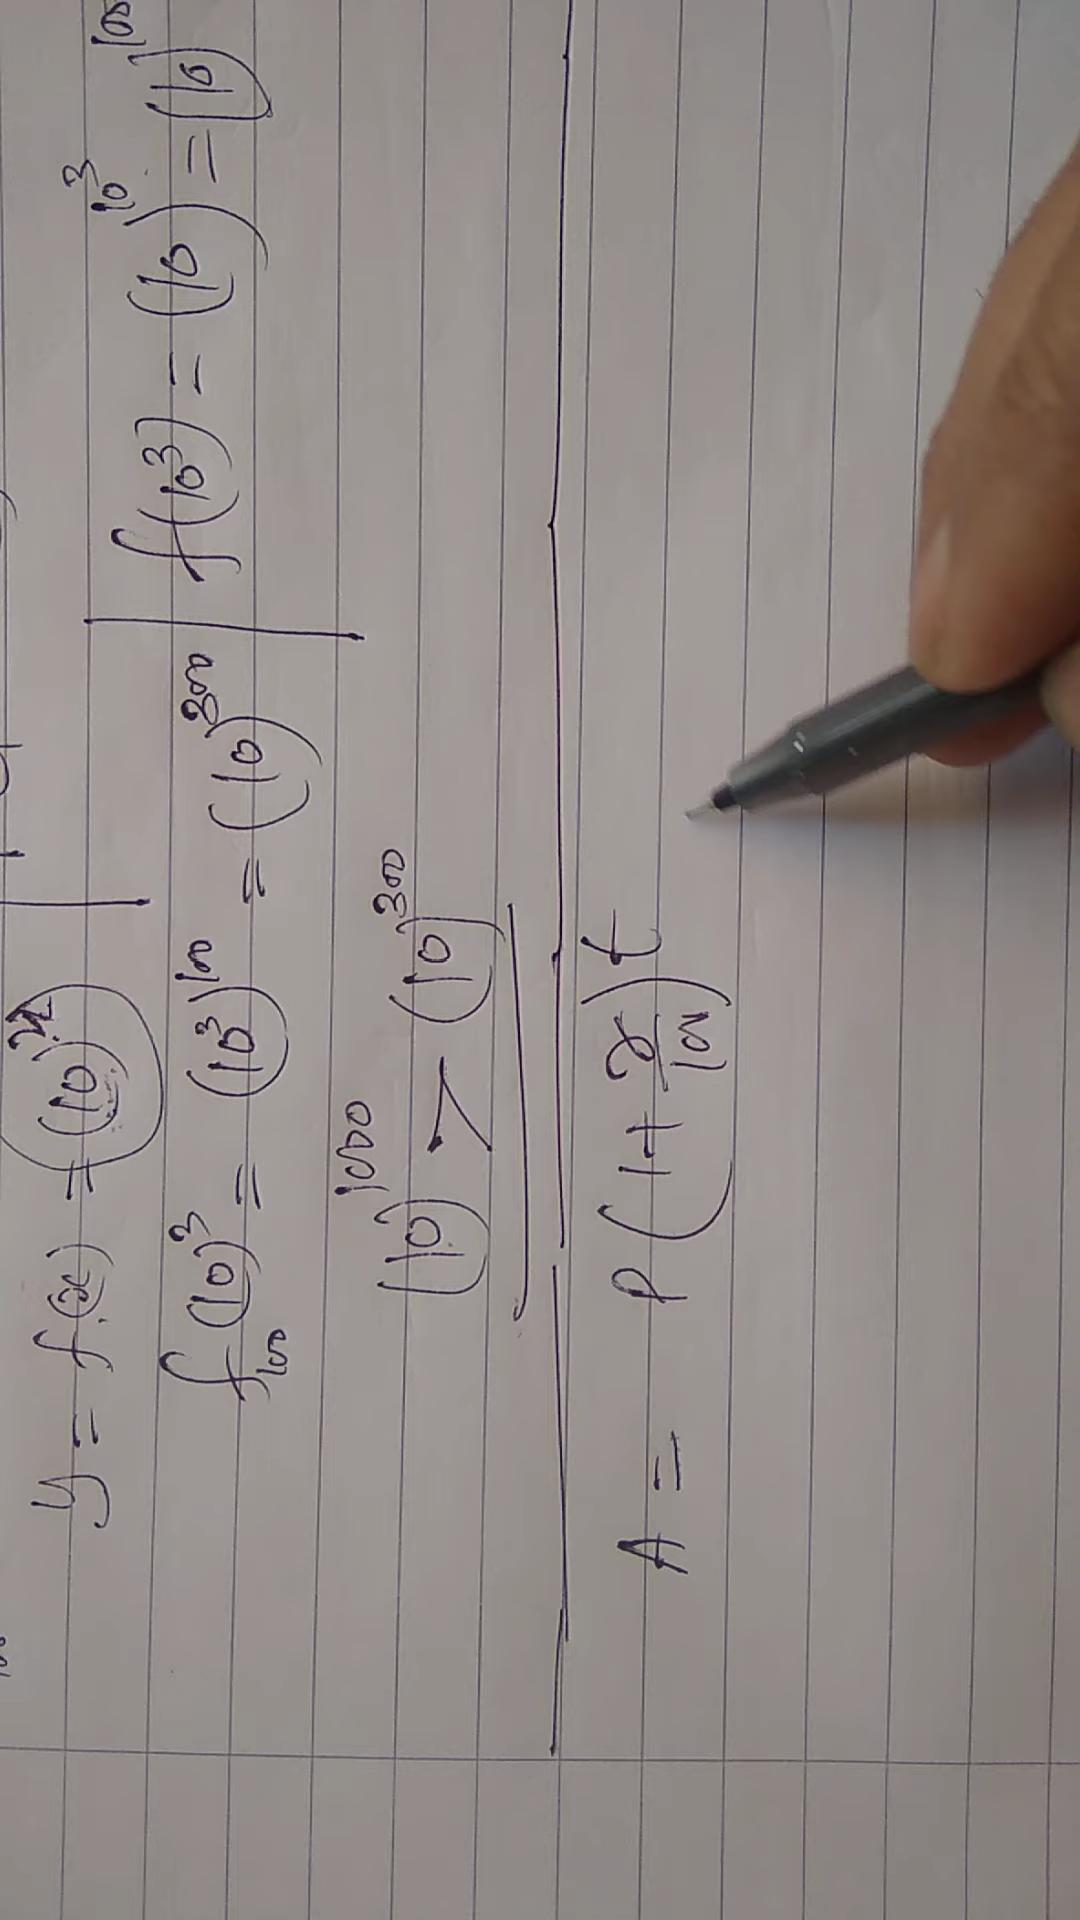 y = f(x) = (10)^x
f_100 (10)^3 = (10^3)^100 = (10)^300 | f(10^3) = (10)^10^3 = (10)^100
(10)^1000 > (10)^300
A = P(1+r/100)^t